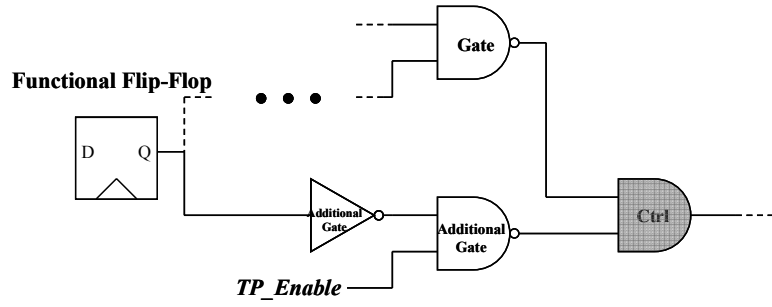 Gate
Functional Flip-Flop
D Q
Additional
Gate
Additional
Gate
Ctrl
TP_Enable